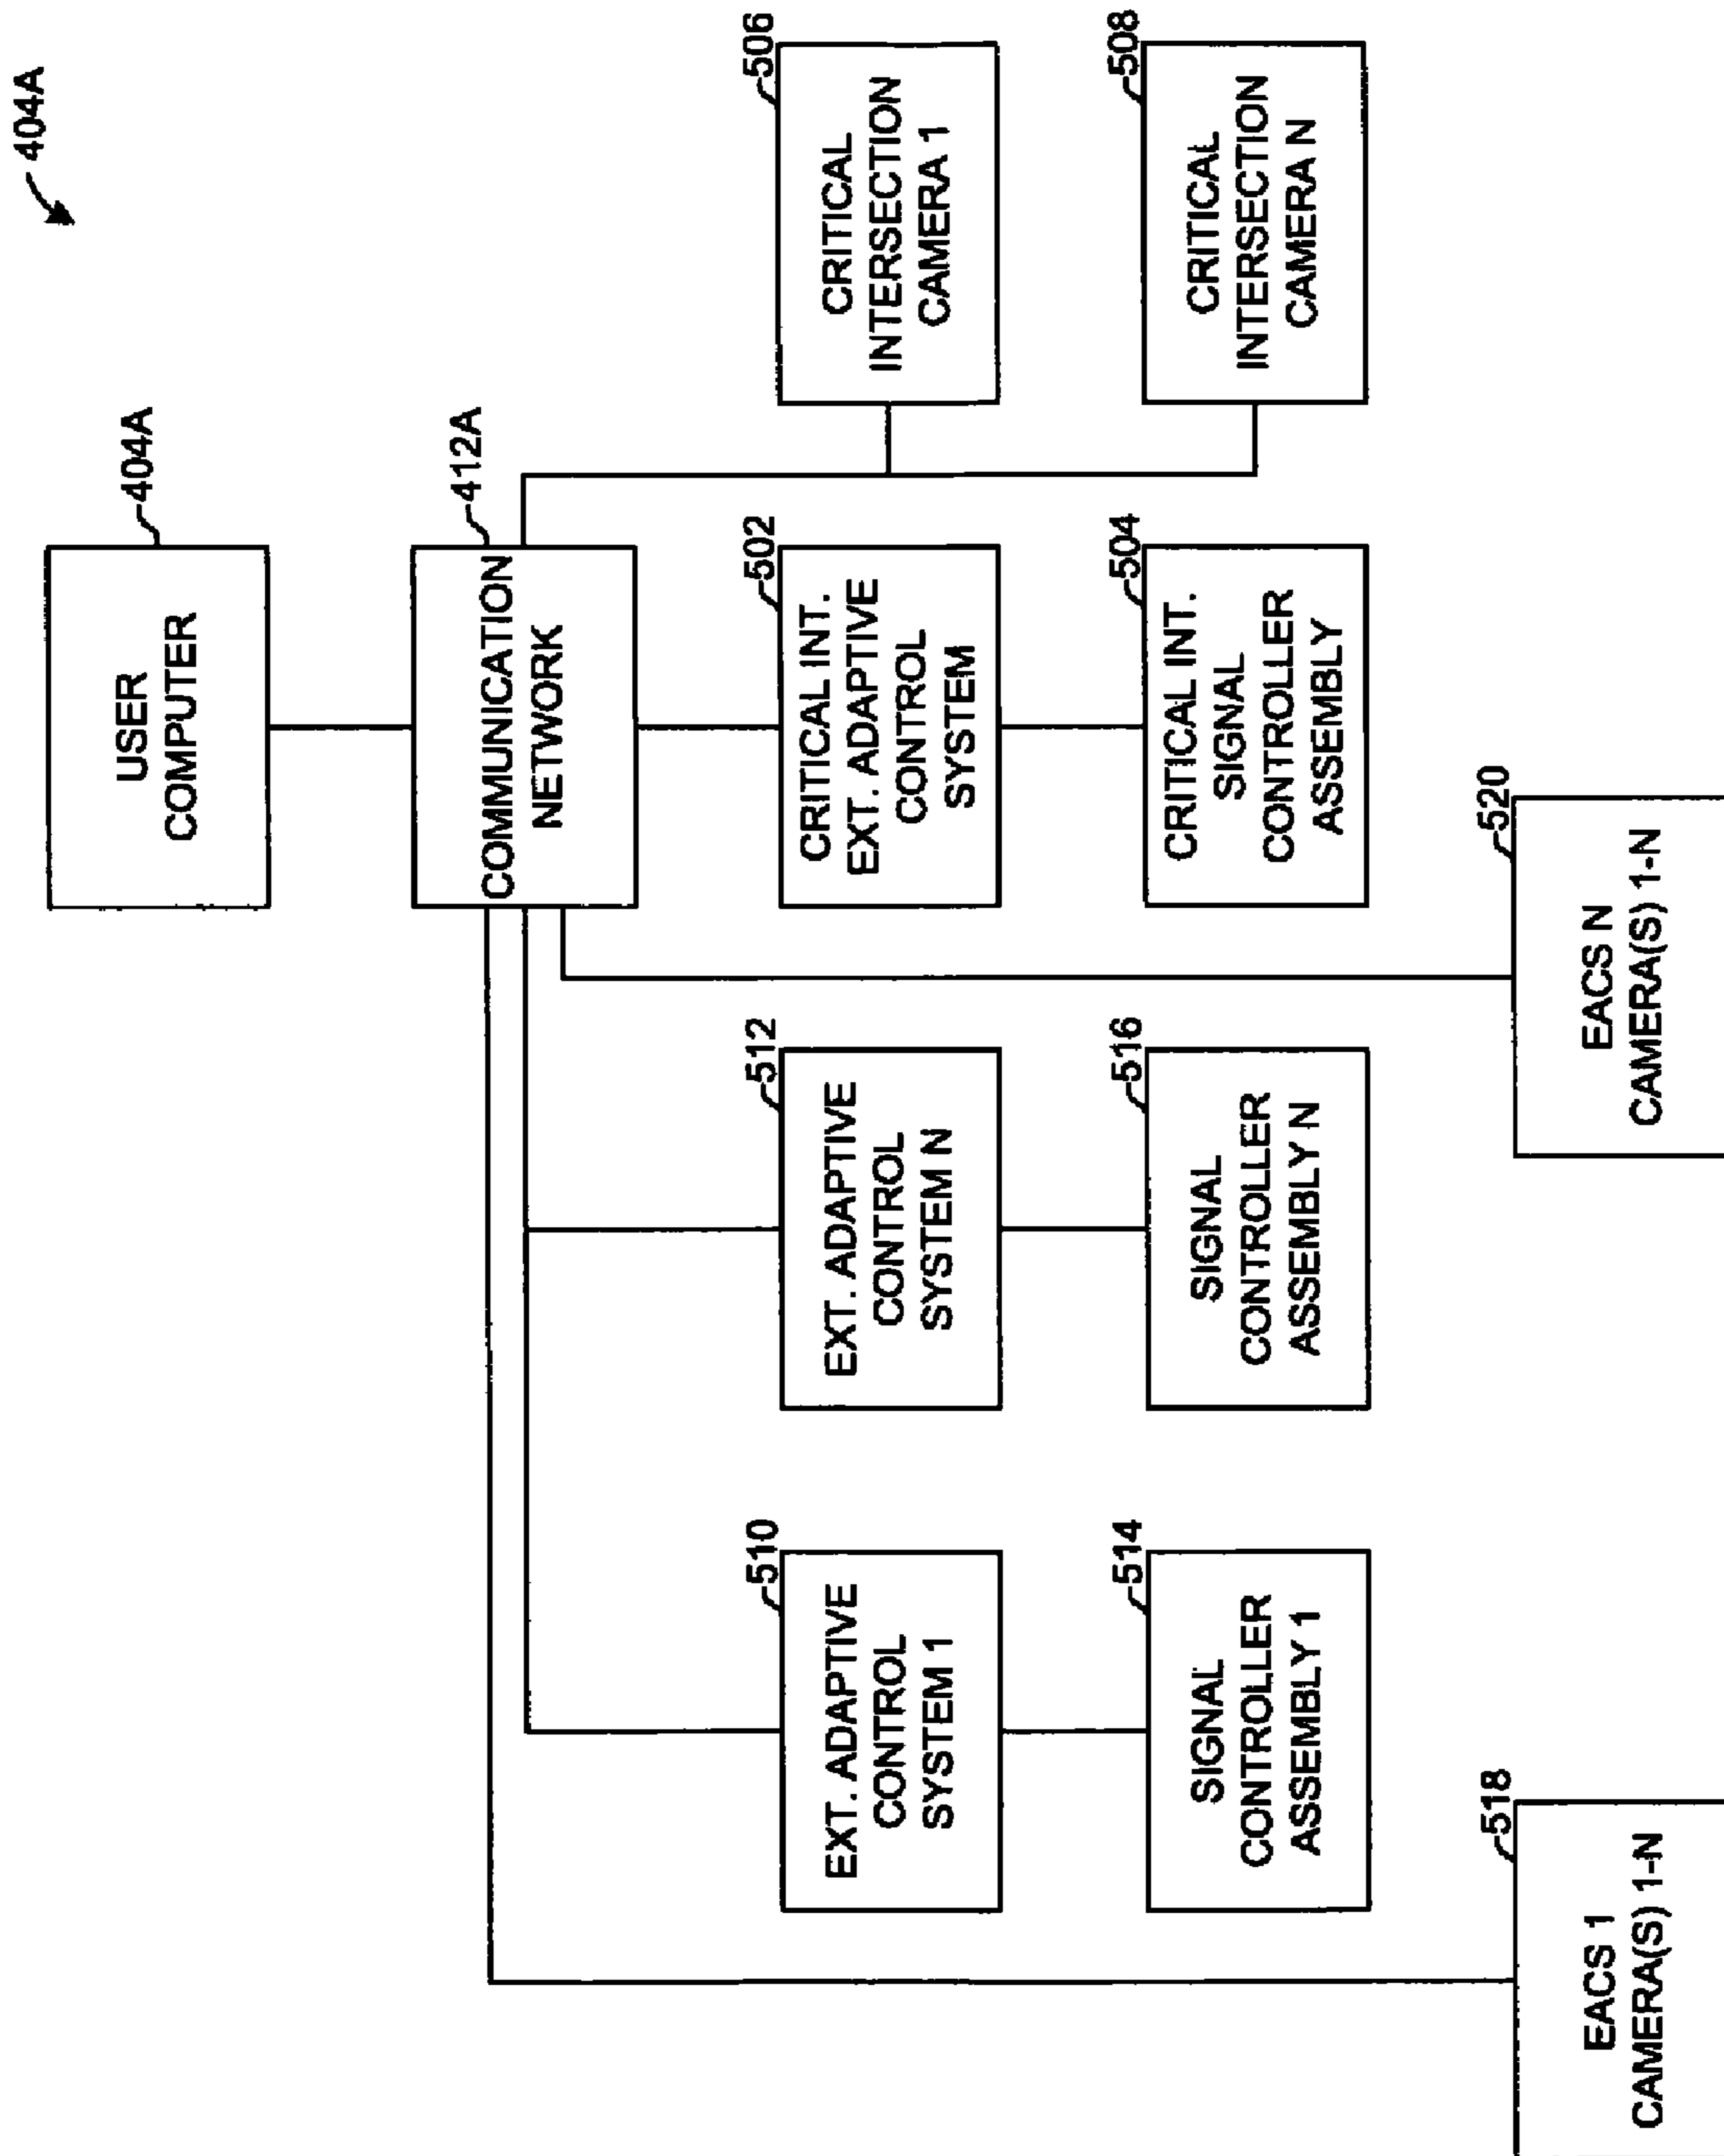 404A
USER
COMPUTER
404A
COMMUNICATION
NETWORK
412A
CRITICAL INT.
EXT. ADAPTIVE
CONTROL
SYSTEM
502
CRITICAL
INTERSECTION
CAMERA 1
506
EXT. ADAPTIVE
CONTROL
SYSTEM 1
510
EXT. ADAPTIVE
CONTROL
SYSTEM N
512
SIGNAL
CONTROLLER
ASSEMBLY 1
514
SIGNAL
CONTROLLER
ASSEMBLY N
516
CRITICAL INT.
SIGNAL
CONTROLLER
ASSEMBLY
504
CRITICAL
INTERSECTION
CAMERA N
508
EACS 1
CAMERA(S) 1-N
518
EACS N
CAMERA(S) 1-N
520